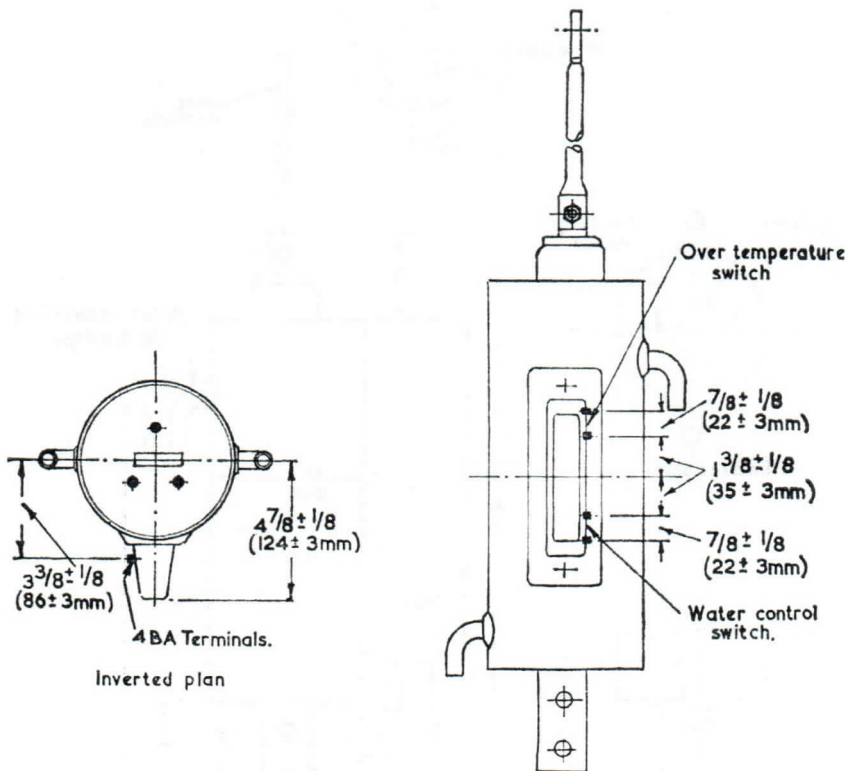 Over temperature
switch
7/8 ± 1/8
(22 ± 3mm)
1 3/8 ± 1/8
(35 ± 3mm)
7/8 ± 1/8
(22 ± 3mm)
Water control
switch.
4 7/8 ± 1/8
(124 ± 3mm)
3 3/8 ± 1/8
(86 ± 3mm)
4BA Terminals.
Inverted plan